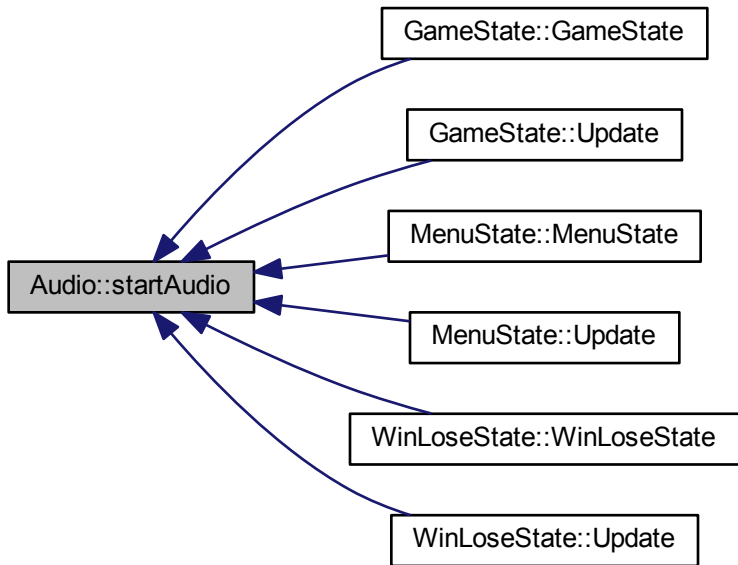 GameState::GameState
GameState::Update
MenuState::MenuState
Audio::startAudio
MenuState::Update
WinLoseState::WinLoseState
WinLoseState::Update